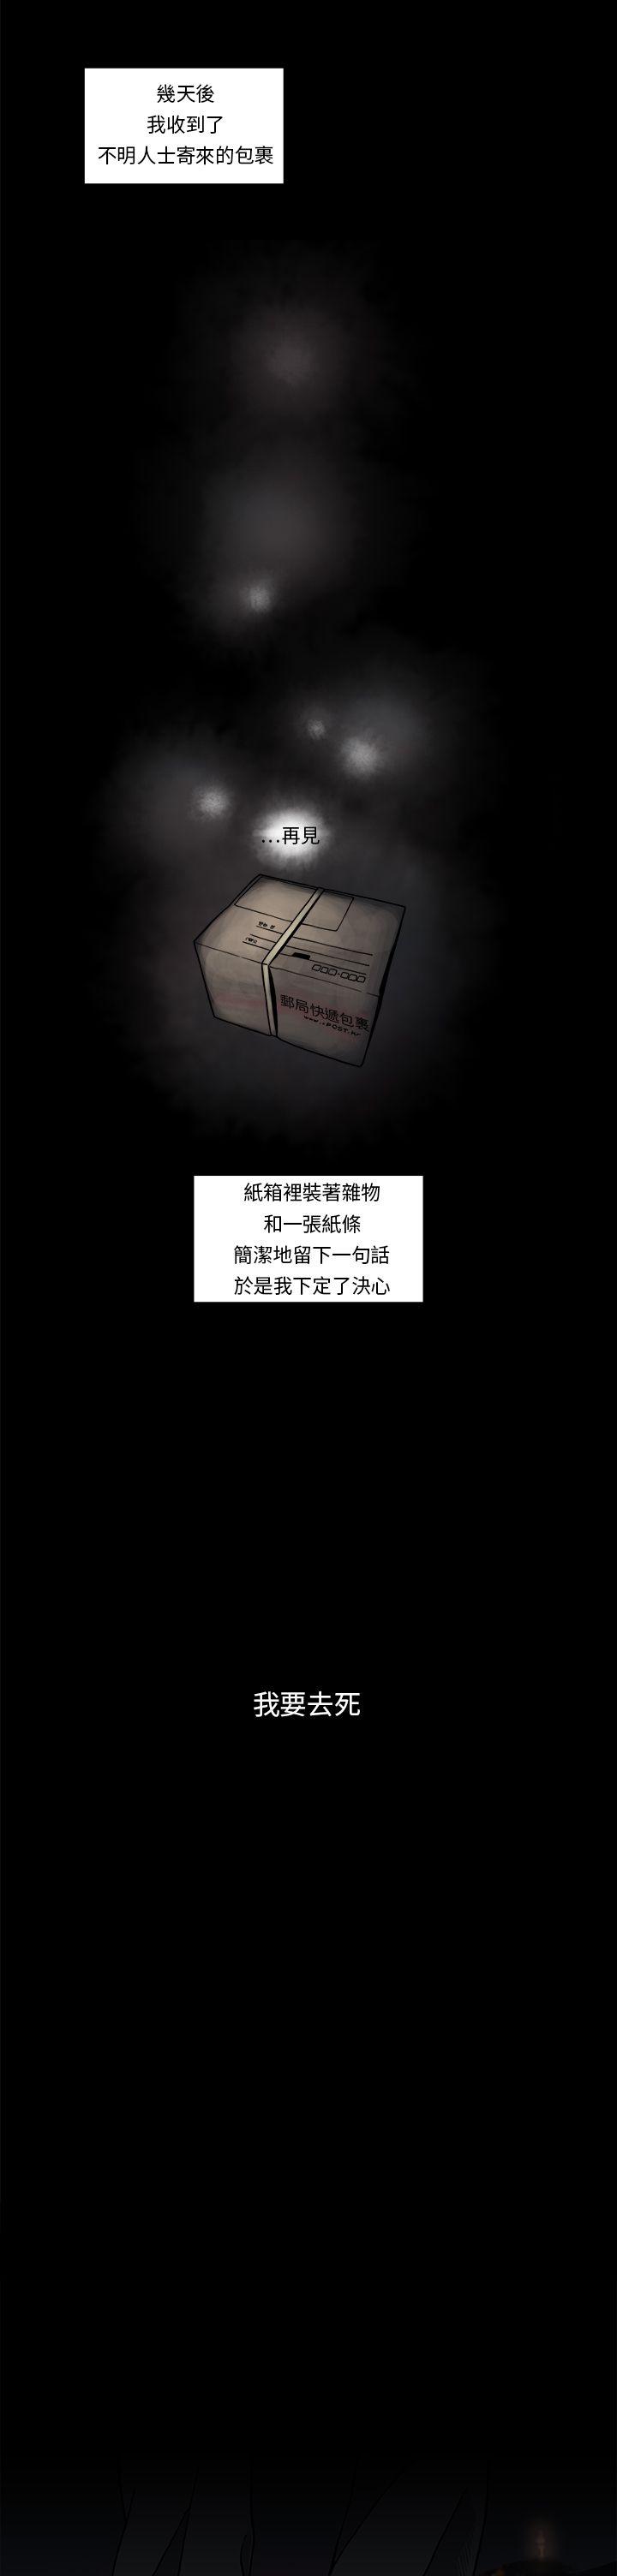 幾天後
我收到了
不明人士寄來的包裹
...再見
郵局快遞包裹
紙箱裡裝著雜物
和一張紙條
簡潔地留下一句話
於是我下定了決心
我要去死